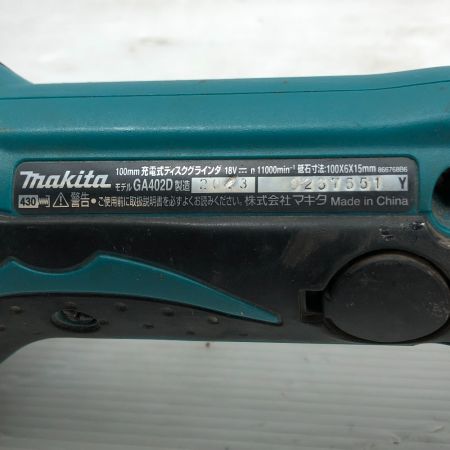 makita
100mm 充電式ディスクグラインダ 18V n 11000min⁻¹ 砥石寸法:100X6X15mm 866768B6
モデル GA402D 製造 Y
430 警告・ご使用前に取扱説明書を必ずよくお読みください。 株式会社マキタ Made in China